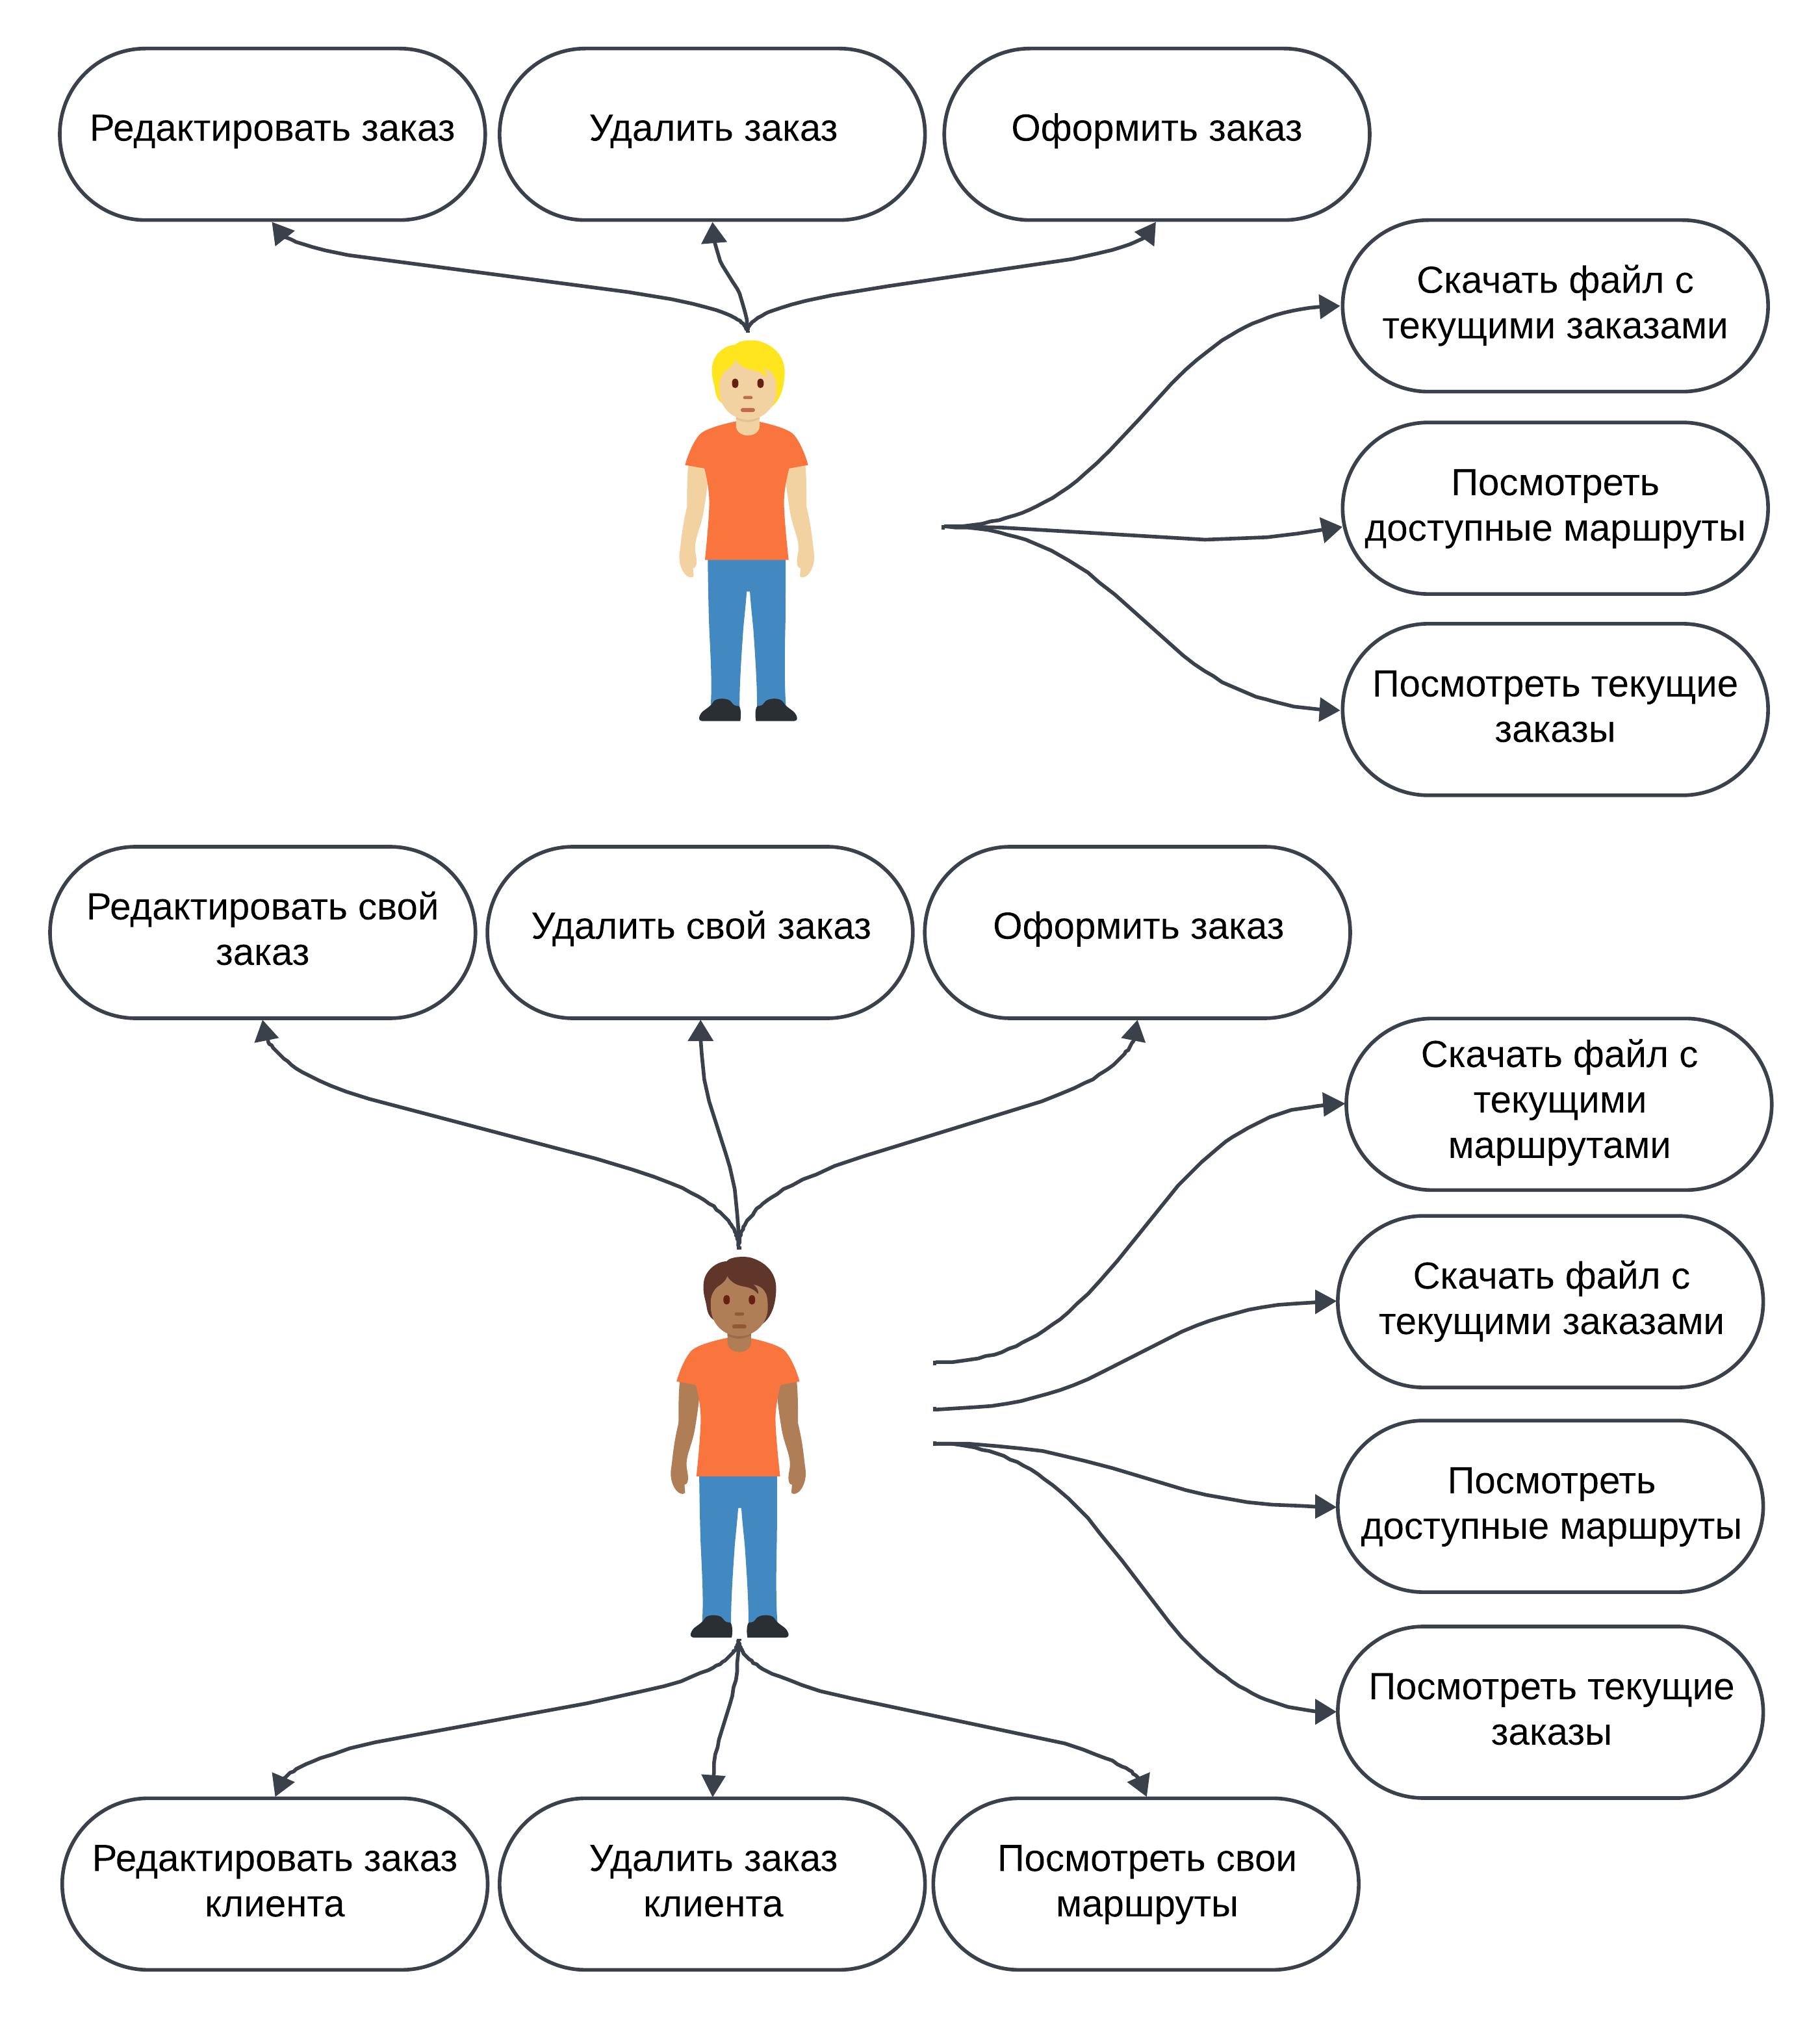 Редактировать заказ
Удалить заказ
Оформить заказ
Скачать файл с
текущими заказами
Посмотреть
доступные маршруты
Посмотреть текущие
заказы
Редактировать свой
заказ
Удалить свой заказ
Оформить заказ
Скачать файл с
текущими
маршрутами
Скачать файл с
текущими заказами
Посмотреть
доступные маршруты
Посмотреть текущие
заказы
Редактировать заказ
клиента
Удалить заказ
клиента
Посмотреть свои
маршруты